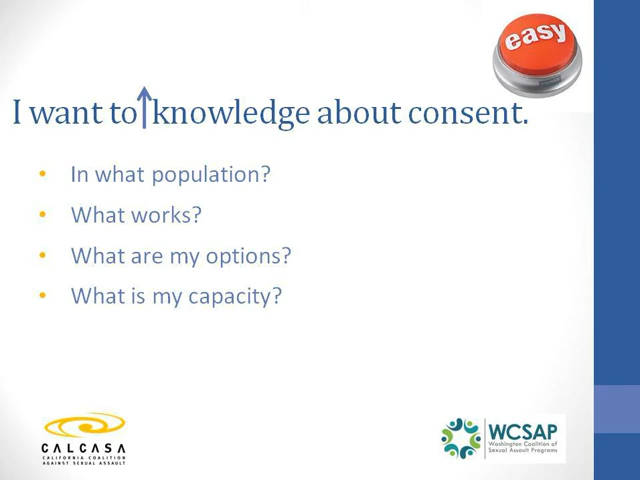 easy
I want to↑knowledge about consent.
• In what population?
• What works?
• What are my options?
• What is my capacity?
CALCASA
CALIFORNIA COALITION
AGAINST SEXUAL ASSAULT
WCSAP
Washington Coalition of
Sexual Assault Programs